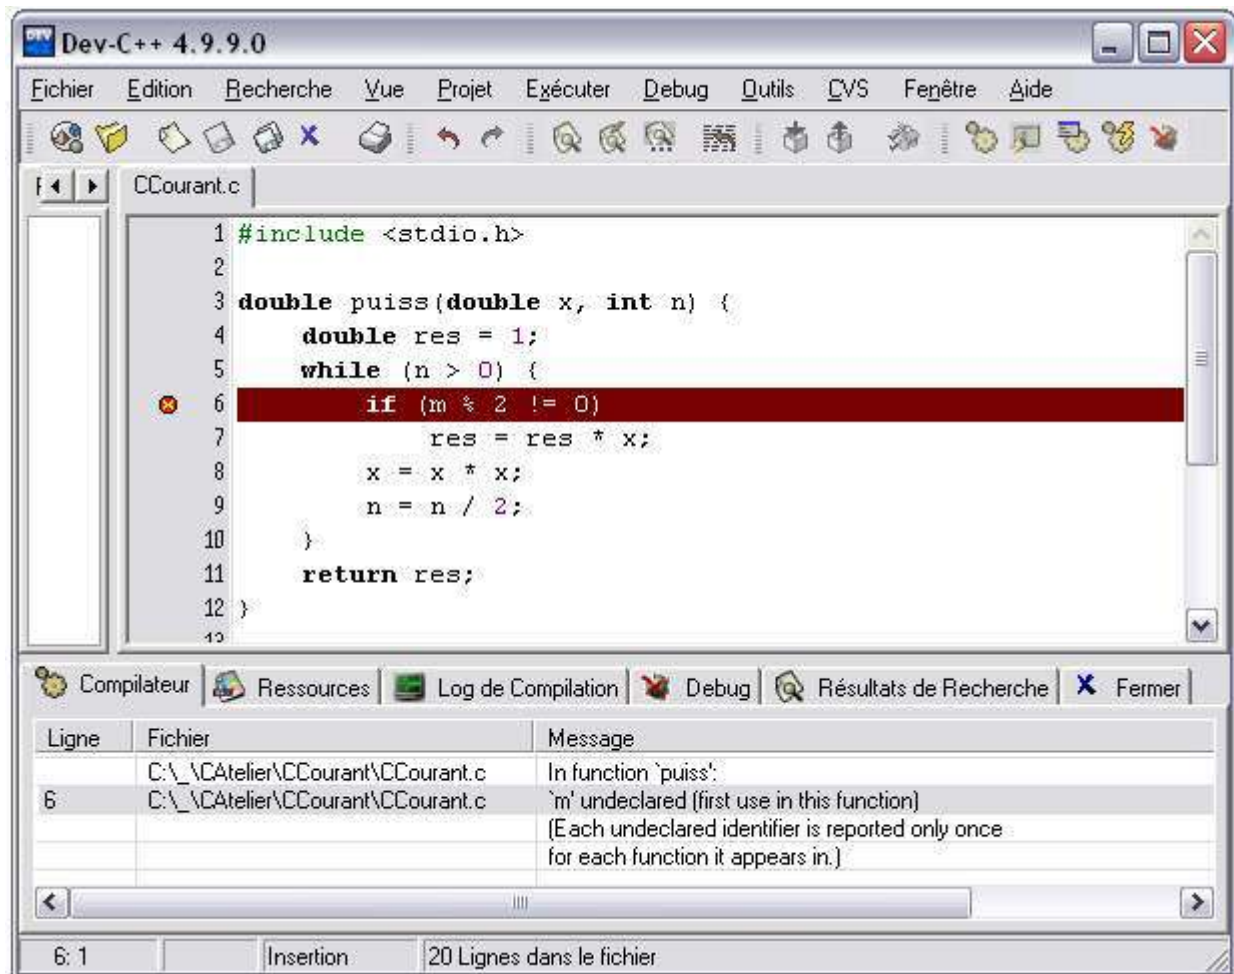 Dev-C++ 4.9.9.0
Fichier Edition Recherche Vue Projet Exécuter Debug Outils CVS Fenêtre Aide
CCourant.c
1 #include <stdio.h>
2
3 double puiss(double x, int n) {
4 double res = 1;
5 while (n > 0) {
6 if (m % 2 != 0)
7 res = res * x;
8 x = x * x;
9 n = n / 2;
10 }
11 return res;
12 }
Compilateur Ressources Log de Compilation Debug Résultats de Recherche Fermer
Ligne Fichier Message
C:\_\CAtelier\CCourant\CCourant.c In function `puiss':
6 C:\_\CAtelier\CCourant\CCourant.c `m' undeclared (first use in this function)
(Each undeclared identifier is reported only once
for each function it appears in.)
6: 1 Insertion 20 Lignes dans le fichier